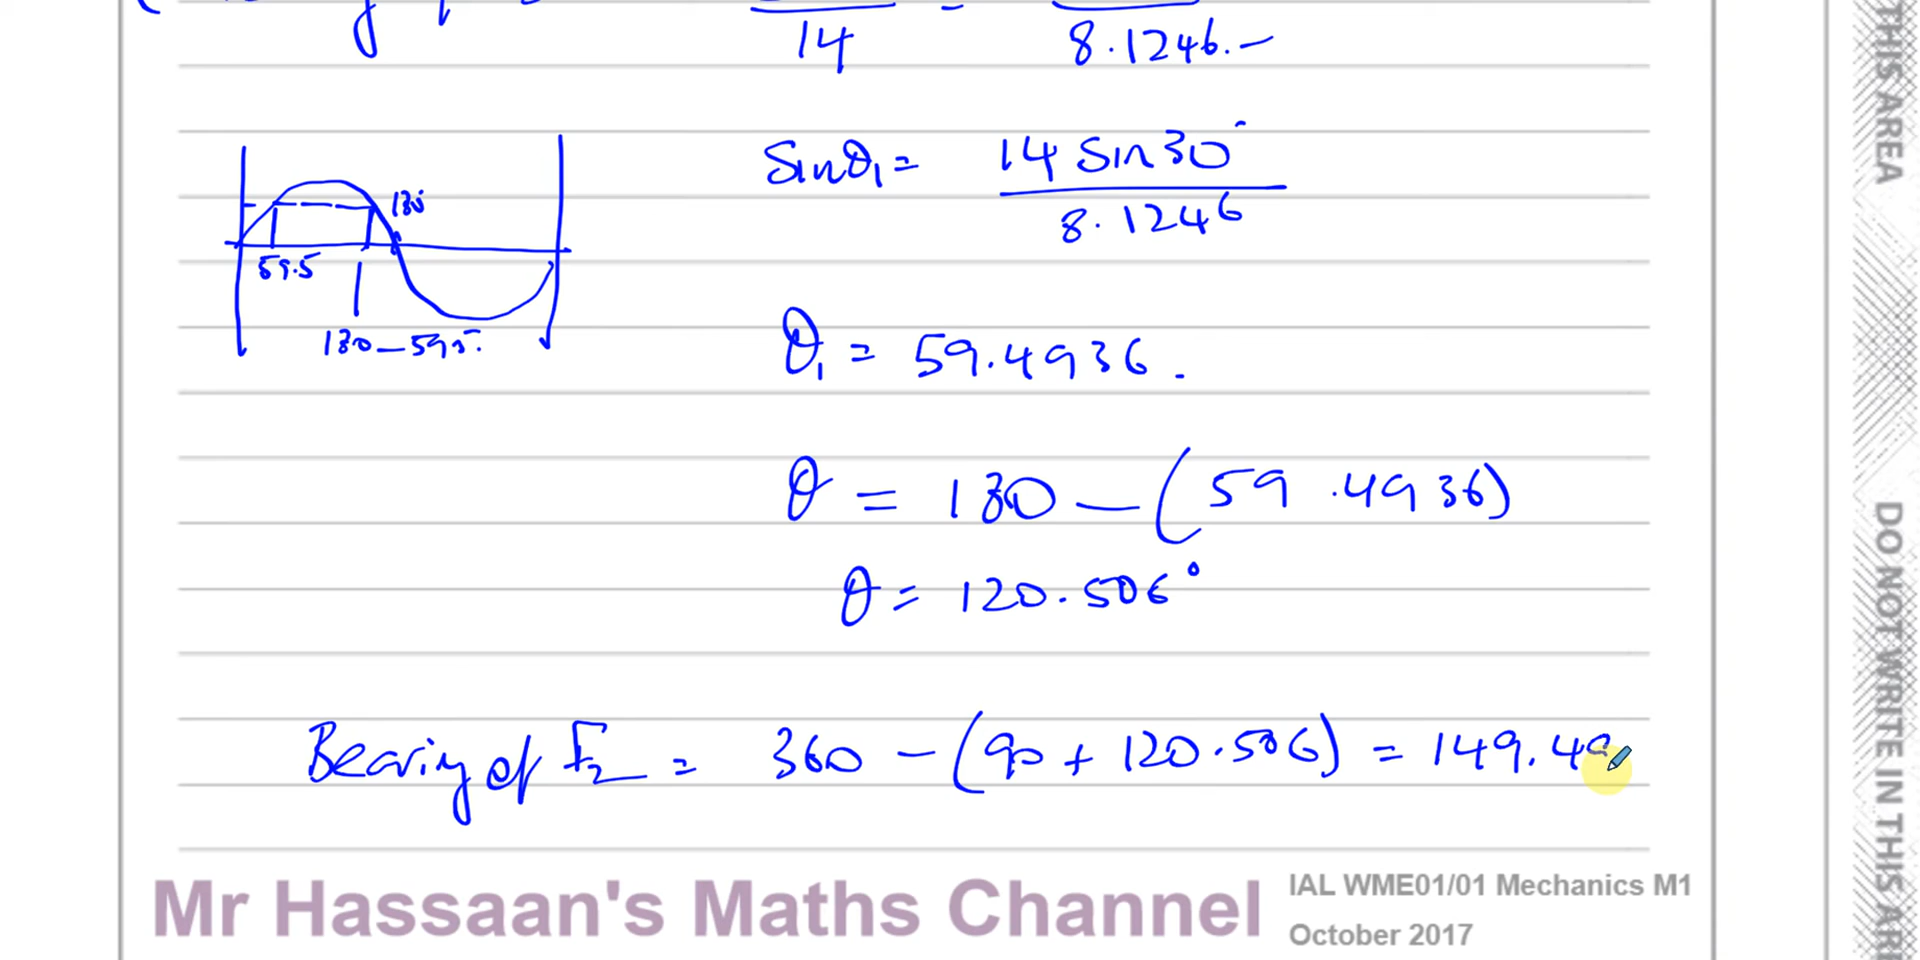 14 = 8.1246.-
Sinθ₁ = 14 Sin30° / 8.1246
180
59.5
180-59.5.
θ₁ = 59.4936.
θ = 180 - (59.4936)
θ = 120.506°
Bearing of F₂ = 360 - (90 + 120.506) = 149.49
Mr Hassaan's Maths Channel
IAL WME01/01 Mechanics M1
October 2017
THIS AREA
DO NOT WRITE IN THIS AR